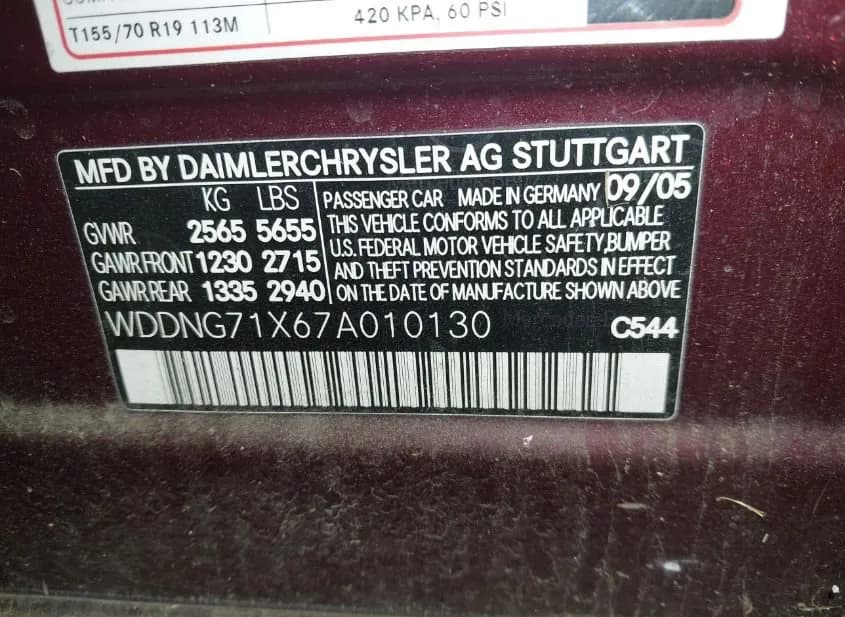 T155/70 R19 113M
420 KPA, 60 PSI
MFD BY DAIMLERCHRYSLER AG STUTTGART
KG LBS
GVWR 2565 5655
GAWR FRONT 1230 2715
GAWR REAR 1335 2940
PASSENGER CAR MADE IN GERMANY 09/05
THIS VEHICLE CONFORMS TO ALL APPLICABLE
U.S. FEDERAL MOTOR VEHICLE SAFETY,BUMPER
AND THEFT PREVENTION STANDARDS IN EFFECT
ON THE DATE OF MANUFACTURE SHOWN ABOVE
WDDNG71X67A010130
C544